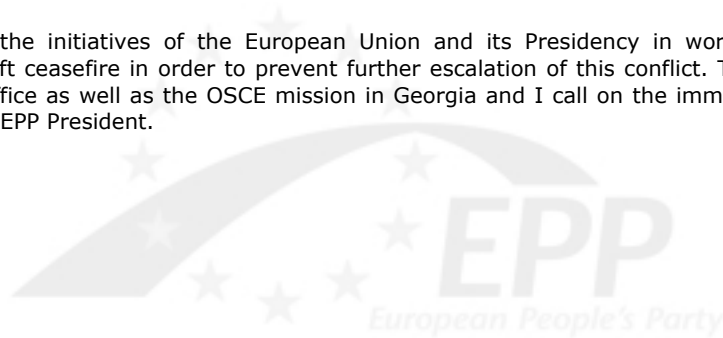 the initiatives of the European Union and its Presidency in wor
ft ceasefire in order to prevent further escalation of this conflict. T
fice as well as the OSCE mission in Georgia and I call on the imm
EPP President.
EPP
European People's Party